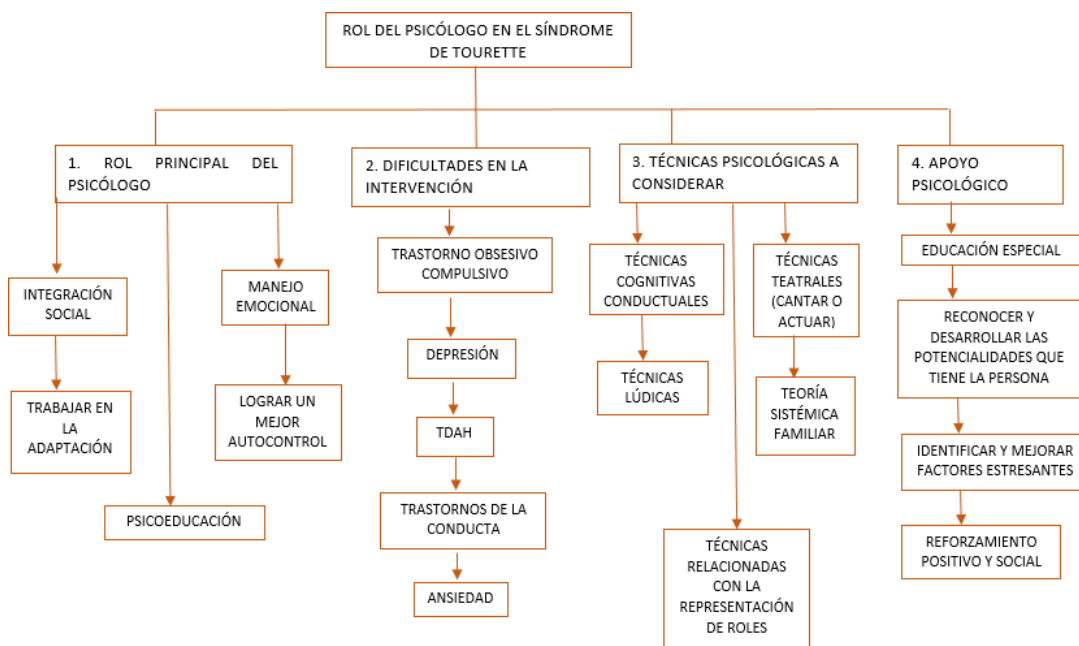 ROL DEL PSICÓLOGO EN EL SÍNDROME
DE TOURETTE
1. ROL PRINCIPAL DEL
PSICÓLOGO
INTEGRACIÓN
SOCIAL
TRABAJAR EN
LA
ADAPTACIÓN
PSICOEDUCACIÓN
MANEJO
EMOCIONAL
LOGRAR UN
MEJOR
AUTOCONTROL
2. DIFICULTADES EN LA
INTERVENCIÓN
TRASTORNO OBSESIVO
COMPULSIVO
DEPRESIÓN
TDAH
TRASTORNOS DE LA
CONDUCTA
ANSIEDAD
3. TÉCNICAS PSICOLÓGICAS A
CONSIDERAR
TÉCNICAS
COGNITIVAS
CONDUCTUALES
TÉCNICAS
LÚDICAS
TÉCNICAS
RELACIONADAS
CON LA
REPRESENTACIÓN
DE ROLES
TÉCNICAS
TEATRALES
(CANTAR O
ACTUAR)
TEORÍA
SISTÉMICA
FAMILIAR
4. APOYO
PSICOLÓGICO
EDUCACIÓN ESPECIAL
RECONOCER Y
DESARROLLAR LAS
POTENCIALIDADES QUE
TIENE LA PERSONA
IDENTIFICAR Y MEJORAR
FACTORES ESTRESANTES
REFORZAMIENTO
POSITIVO Y SOCIAL